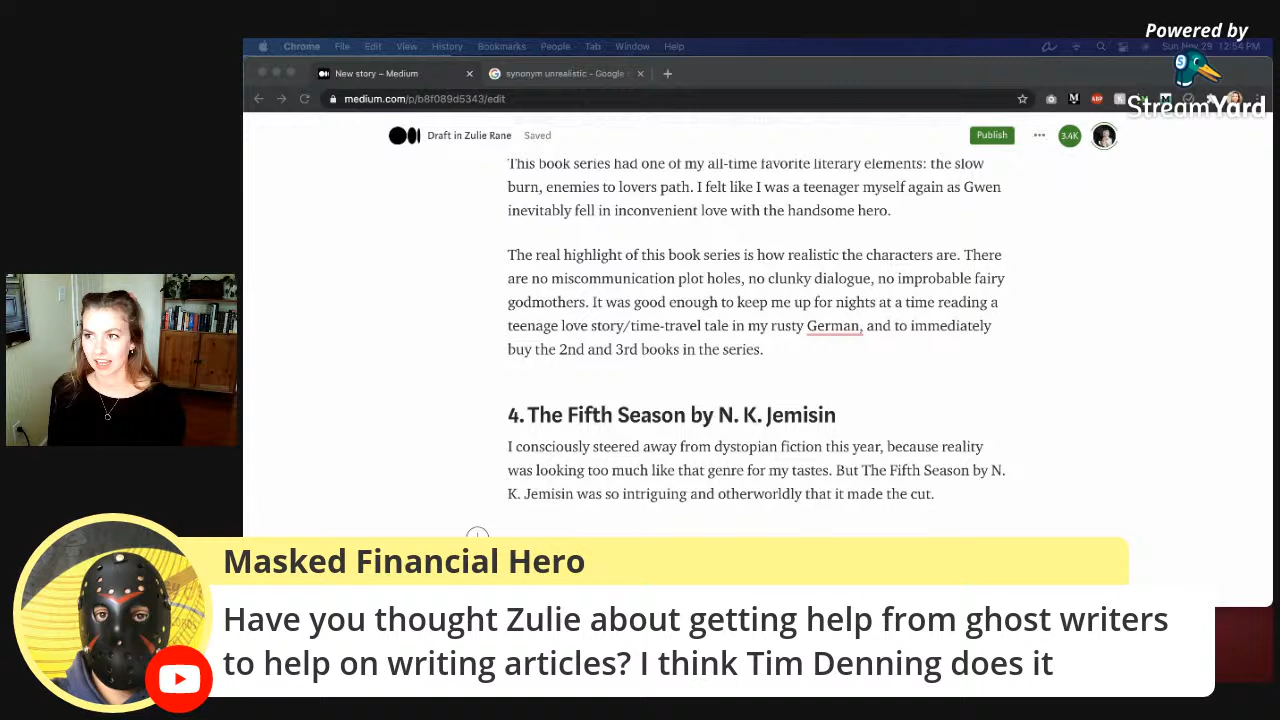 Powered by
StreamYard
Chrome File Edit View History Bookmarks People Tab Window Help
Sun Nov 29 12:54 PM
New story – Medium
synonym unrealistic - Google
medium.com/p/b8f089d5343/edit
Draft in Zulie Rane Saved
Publish
3.4K
This book series had one of my all-time favorite literary elements: the slow
burn, enemies to lovers path. I felt like I was a teenager myself again as Gwen
inevitably fell in inconvenient love with the handsome hero.
The real highlight of this book series is how realistic the characters are. There
are no miscommunication plot holes, no clunky dialogue, no improbable fairy
godmothers. It was good enough to keep me up for nights at a time reading a
teenage love story/time-travel tale in my rusty German, and to immediately
buy the 2nd and 3rd books in the series.
4. The Fifth Season by N. K. Jemisin
I consciously steered away from dystopian fiction this year, because reality
was looking too much like that genre for my tastes. But The Fifth Season by N.
K. Jemisin was so intriguing and otherworldly that it made the cut.
Masked Financial Hero
Have you thought Zulie about getting help from ghost writers
to help on writing articles? I think Tim Denning does it